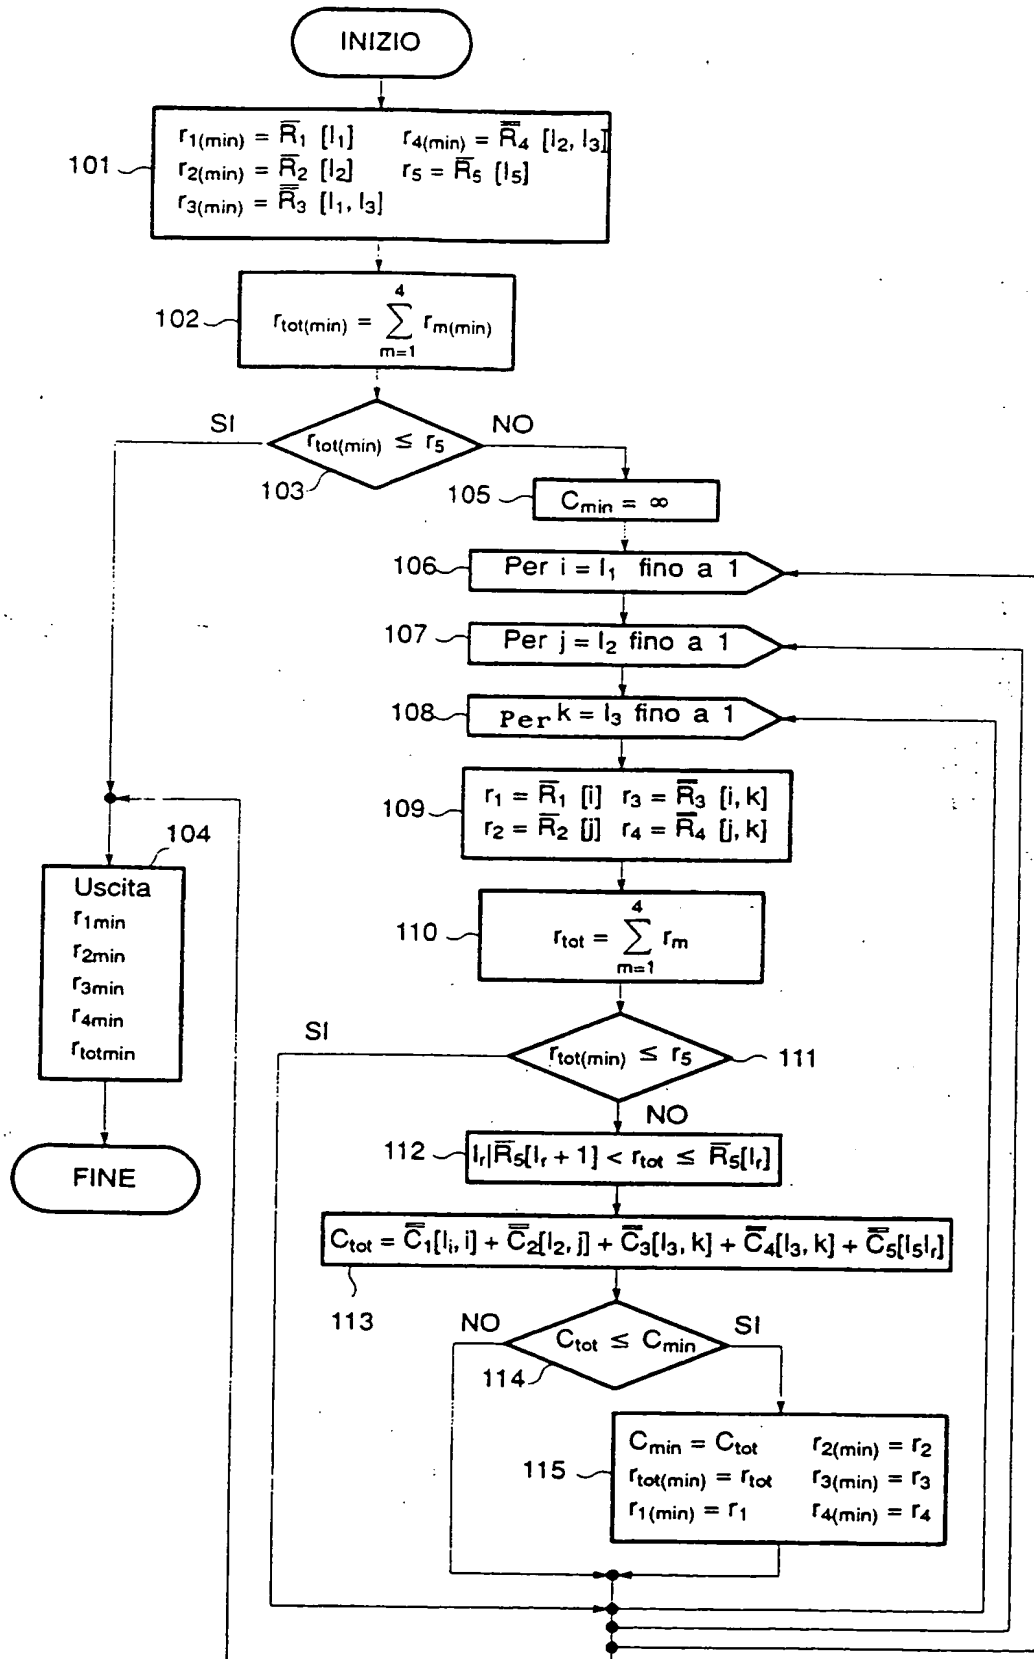 INIZIO
101
r1(min) = R̅1 [l1] r4(min) = R̿4 [l2, l3]
r2(min) = R̅2 [l2] r5 = R̅5 [l5]
r3(min) = R̿3 [l1, l3]
102
rtot(min) = ∑ m=1 4 rm(min)
SI
rtot(min) ≤ r5
NO
103
105
Cmin = ∞
106
Per i = l1 fino a 1
107
Per j = l2 fino a 1
108
Per k = l3 fino a 1
109
r1 = R̅1 [i] r3 = R̿3 [i, k]
r2 = R̅2 [j] r4 = R̿4 [j, k]
104
Uscita
r1min
r2min
r3min
r4min
rtotmin
FINE
110
rtot = ∑ m=1 4 rm
SI
rtot(min) ≤ r5
111
NO
112
lr|R̅5[lr + 1] < rtot ≤ R̅5[lr]
Ctot = C̿1[li, i] + C̿2[l2, j] + C̿3[l3, k] + C̿4[l3, k] + C̿5[l5lr]
113
NO
Ctot ≤ Cmin
SI
114
115
Cmin = Ctot r2(min) = r2
rtot(min) = rtot r3(min) = r3
r1(min) = r1 r4(min) = r4